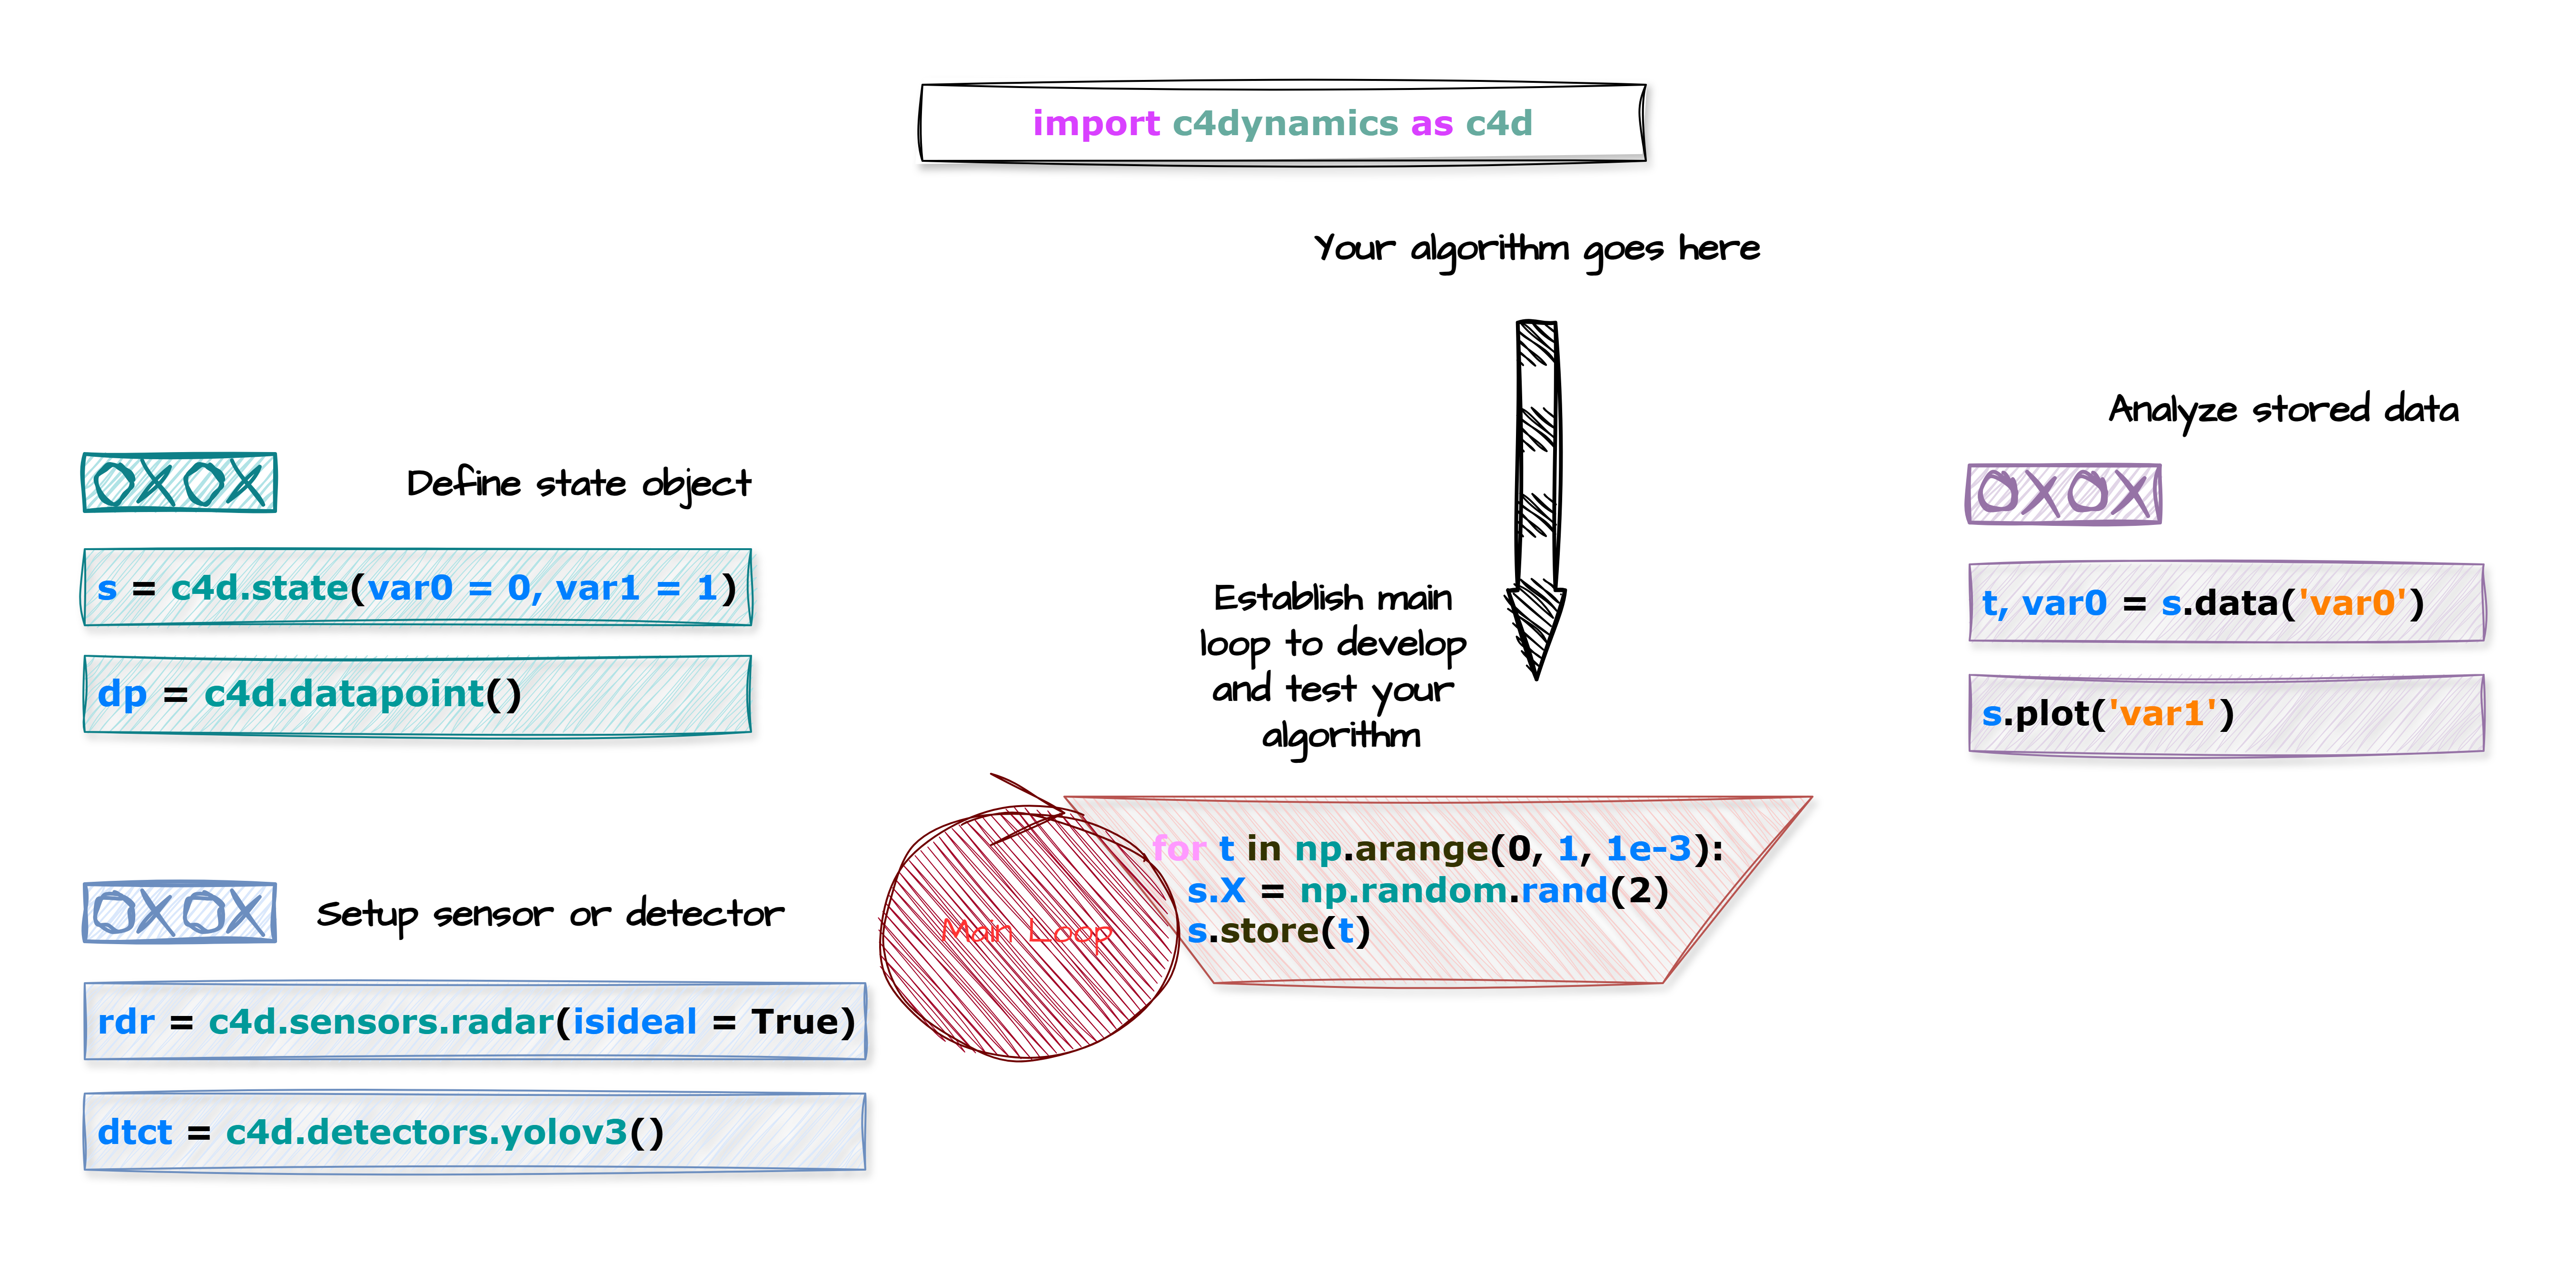 import c4dynamics as c4d
Your algorithm goes here
Define state object
OXOX
s = c4d.state(var0 = 0, var1 = 1)
dp = c4d.datapoint()
Setup sensor or detector
OXOX
rdr = c4d.sensors.radar(isideal = True)
dtct = c4d.detectors.yolov3()
Establish main
loop to develop
and test your
algorithm
Main Loop
for t in np.arange(0, 1, 1e-3):
s.X = np.random.rand(2)
s.store(t)
Analyze stored data
OXOX
t, var0 = s.data('var0')
s.plot('var1')